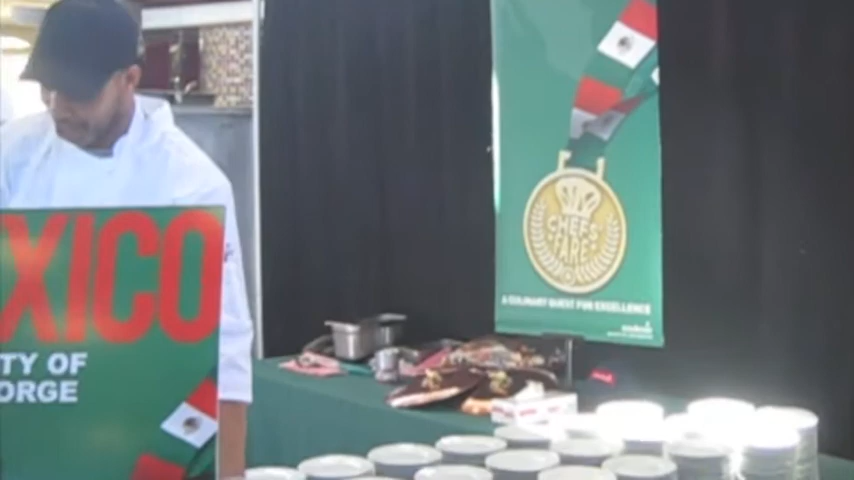 XICO
TY OF
ORGE
CHEFS'
FARE
A CULINARY QUEST FOR EXCELLENCE